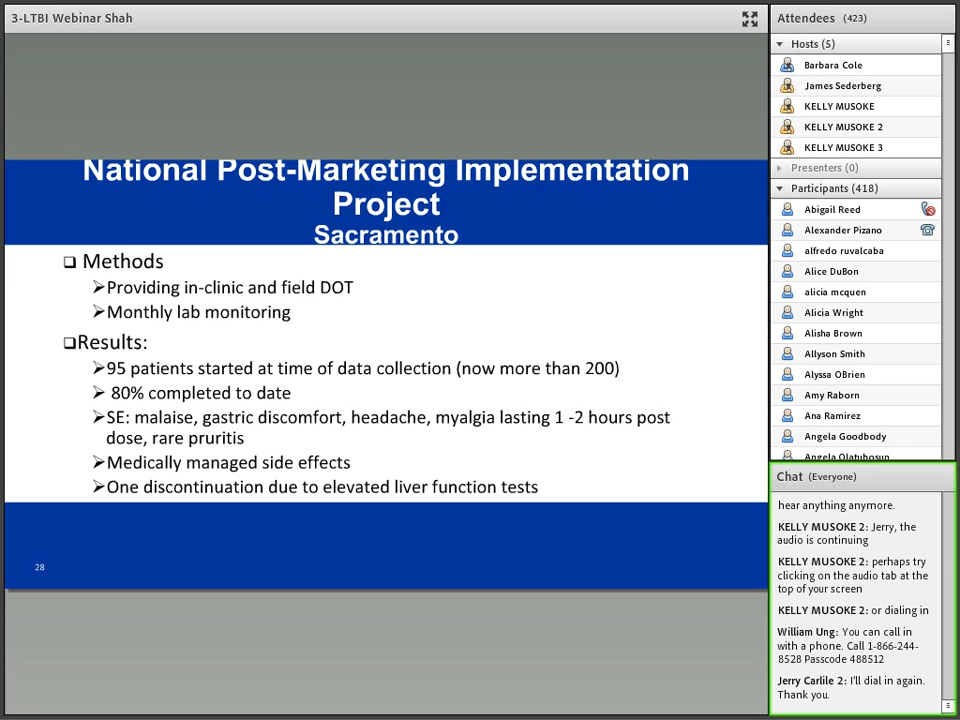 3-LTBI Webinar Shah
National Post-Marketing Implementation
Project
Sacramento
Methods
Providing in-clinic and field DOT
Monthly lab monitoring
Results:
95 patients started at time of data collection (now more than 200)
80% completed to date
SE: malaise, gastric discomfort, headache, myalgia lasting 1 -2 hours post
dose, rare pruritis
Medically managed side effects
One discontinuation due to elevated liver function tests
28
Attendees (423)
Hosts (5)
Barbara Cole
James Sederberg
KELLY MUSOKE
KELLY MUSOKE 2
KELLY MUSOKE 3
Presenters (0)
Participants (418)
Abigail Reed
Alexander Pizano
alfredo ruvalcaba
Alice DuBon
alicia mcquen
Alicia Wright
Alisha Brown
Allyson Smith
Alyssa OBrien
Amy Raborn
Ana Ramirez
Angela Goodbody
Angela Olatubosun
Chat (Everyone)
hear anything anymore.
KELLY MUSOKE 2: Jerry, the
audio is continuing
KELLY MUSOKE 2: perhaps try
clicking on the audio tab at the
top of your screen
KELLY MUSOKE 2: or dialing in
William Ung: You can call in
with a phone. Call 1-866-244-
8528 Passcode 488512
Jerry Carlile 2: I'll dial in again.
Thank you.